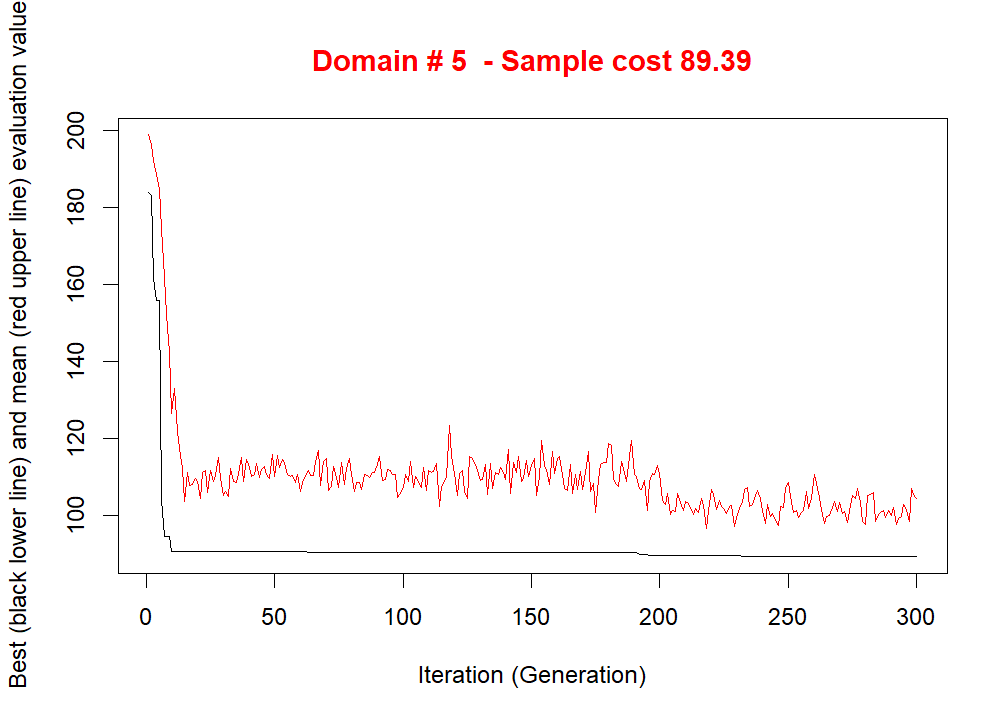 Domain # 5  - Sample cost 89.39
Best (black lower line) and mean (red upper line) evaluation value
200
180
160
140
120
100
0 50 100 150 200 250 300
Iteration (Generation)